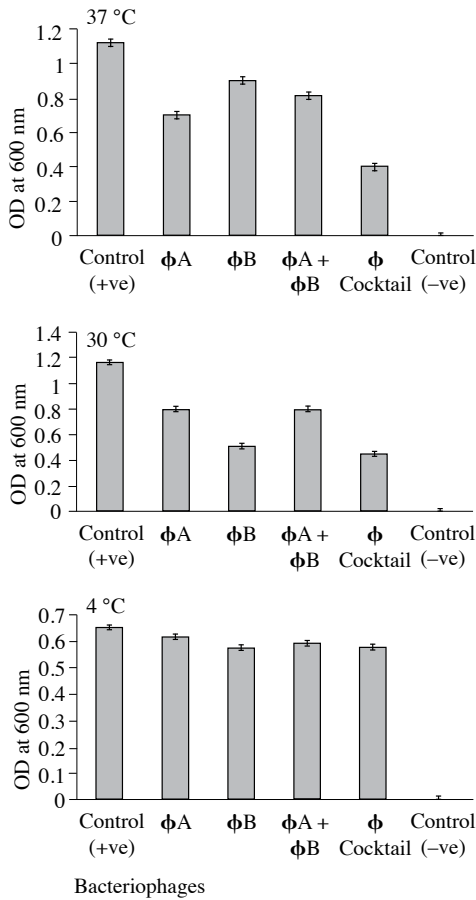 37 °C
1.2
1
0.8
0.6
0.4
0.2
0
OD at 600 nm
Control ϕA ϕB ϕA + ϕ Control
(+ve) ϕB Cocktail (–ve)
30 °C
1.4
1.2
1
0.8
0.6
0.4
0.2
0
OD at 600 nm
Control ϕA ϕB ϕA + ϕ Control
(+ve) ϕB Cocktail (–ve)
4 °C
0.7
0.6
0.5
0.4
0.3
0.2
0.1
0
OD at 600 nm
Control ϕA ϕB ϕA + ϕ Control
(+ve) ϕB Cocktail (–ve)
Bacteriophages